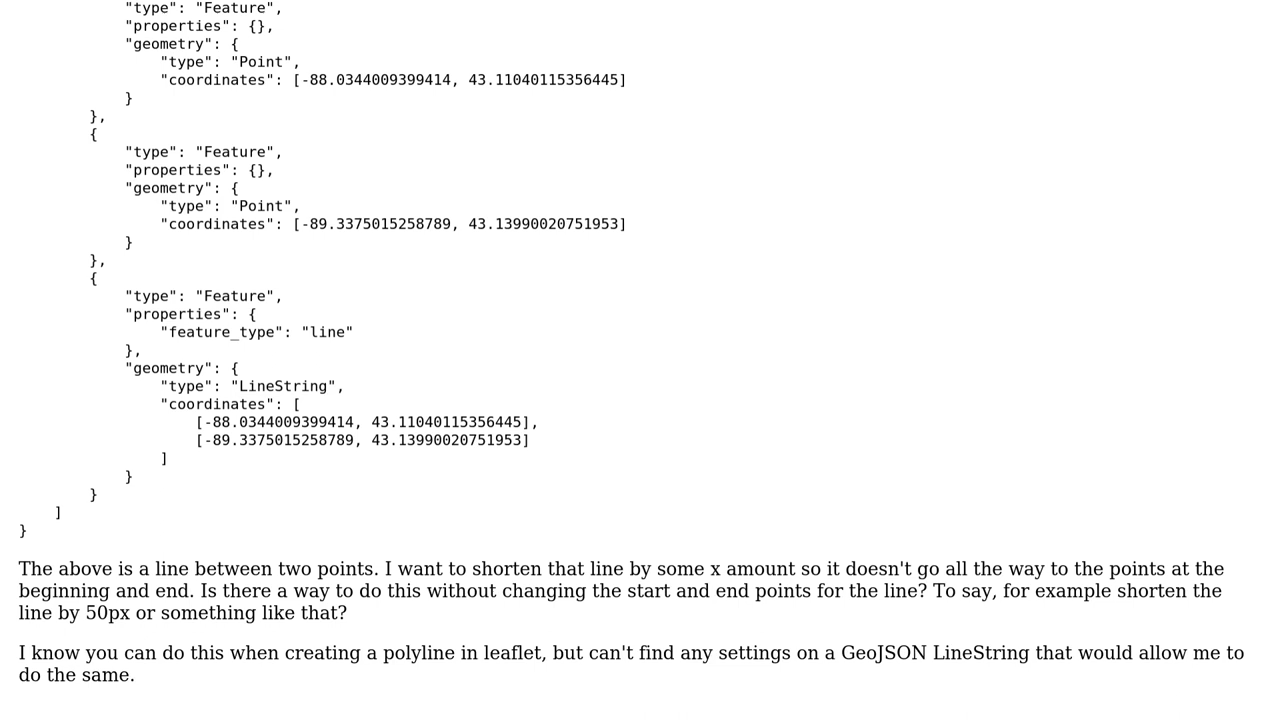 "type": "Feature",
"properties": {},
"geometry": {
"type": "Point",
"coordinates": [-88.0344009399414, 43.11040115356445]
}
},
{
"type": "Feature",
"properties": {},
"geometry": {
"type": "Point",
"coordinates": [-89.3375015258789, 43.13990020751953]
}
},
{
"type": "Feature",
"properties": {
"feature_type": "line"
},
"geometry": {
"type": "LineString",
"coordinates": [
[-88.0344009399414, 43.11040115356445],
[-89.3375015258789, 43.13990020751953]
]
}
}
]
}
The above is a line between two points. I want to shorten that line by some x amount so it doesn't go all the way to the points at the
beginning and end. Is there a way to do this without changing the start and end points for the line? To say, for example shorten the
line by 50px or something like that?
I know you can do this when creating a polyline in leaflet, but can't find any settings on a GeoJSON LineString that would allow me to
do the same.